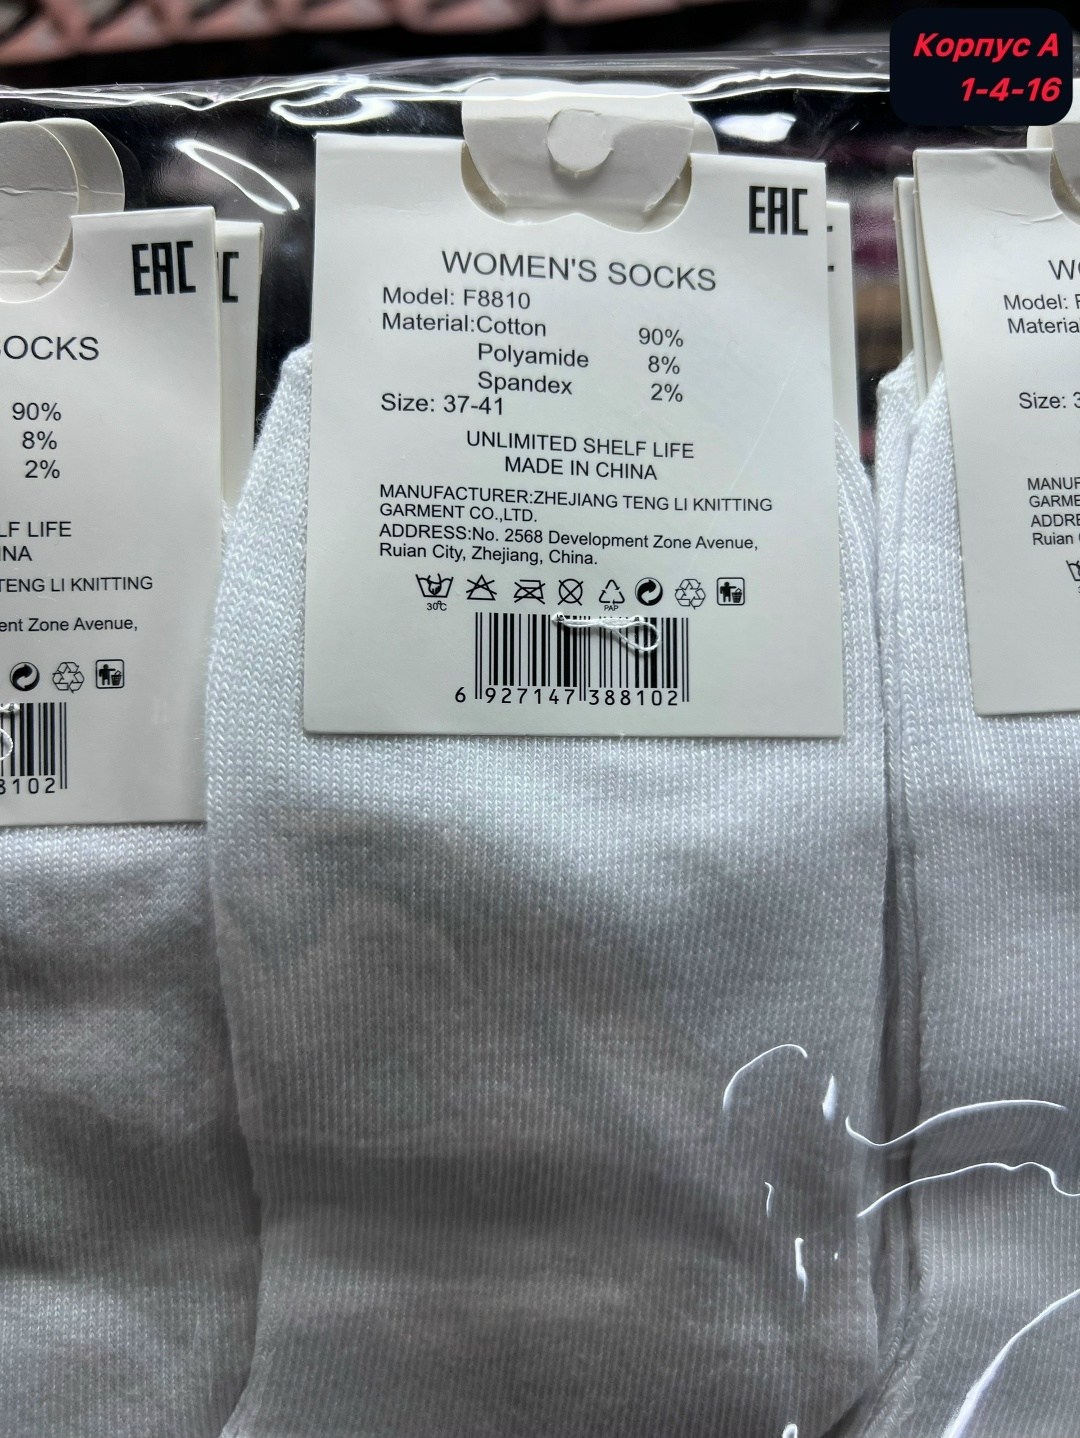 Корпус А
1-4-16
EAC
WOMEN'S SOCKS
Model: F8810
Material:Cotton 90%
Polyamide 8%
Spandex 2%
Size: 37-41
UNLIMITED SHELF LIFE
MADE IN CHINA
MANUFACTURER:ZHEJIANG TENG LI KNITTING
GARMENT CO.,LTD.
ADDRESS:No. 2568 Development Zone Avenue,
Ruian City, Zhejiang, China.
30℃
PAP
6 927147 388102
EAC
SOCKS
90%
8%
2%
LF LIFE
INA
TENG LI KNITTING
ent Zone Avenue,
8102
Model:
Materia
Size: 3
MANUF
GARME
ADDRE
Ruian